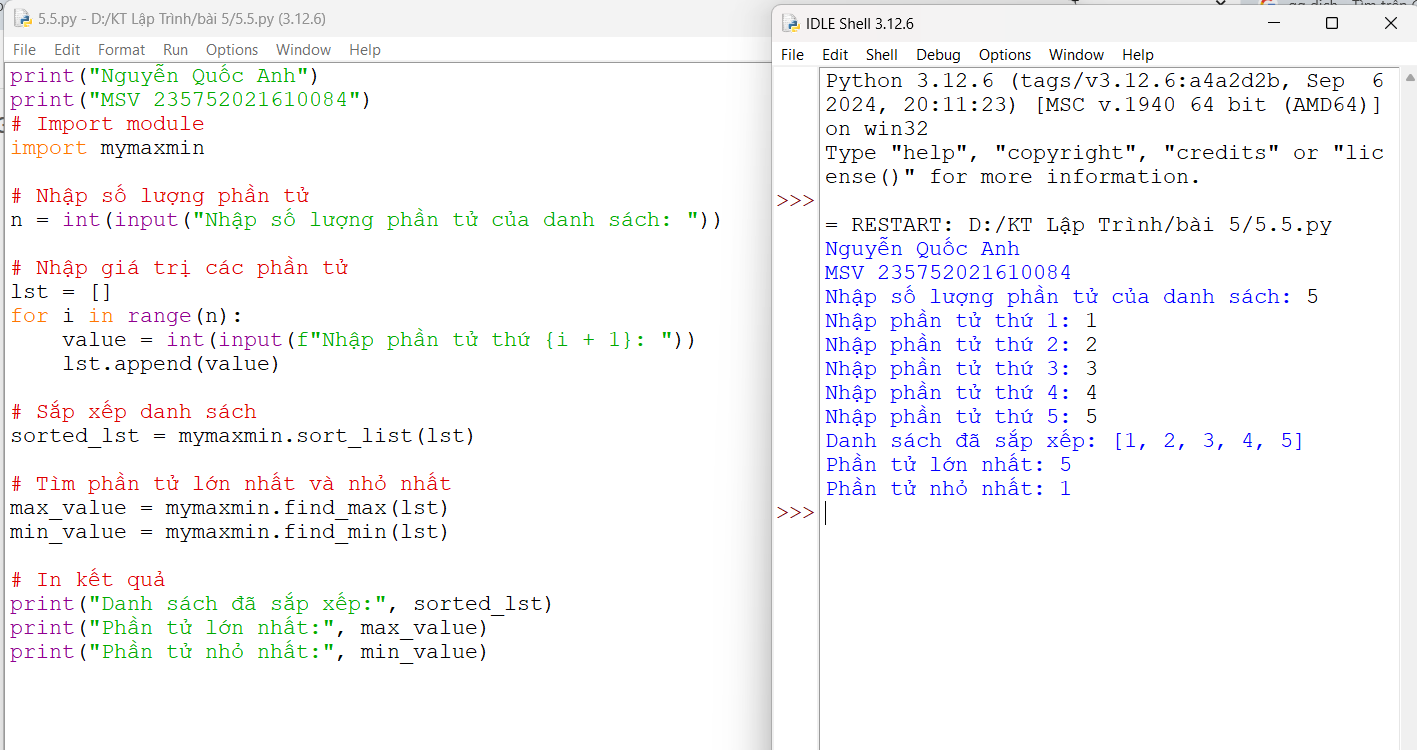 5.5.py - D:/KT Lập Trình/bài 5/5.5.py (3.12.6)
File Edit Format Run Options Window Help
print("Nguyễn Quốc Anh")
print("MSV 235752021610084")
# Import module
import mymaxmin
# Nhập số lượng phần tử
n = int(input("Nhập số lượng phần tử của danh sách: "))
# Nhập giá trị các phần tử
lst = []
for i in range(n):
    value = int(input(f"Nhập phần tử thứ {i + 1}: "))
    lst.append(value)
# Sắp xếp danh sách
sorted_lst = mymaxmin.sort_list(lst)
# Tìm phần tử lớn nhất và nhỏ nhất
max_value = mymaxmin.find_max(lst)
min_value = mymaxmin.find_min(lst)
# In kết quả
print("Danh sách đã sắp xếp:", sorted_lst)
print("Phần tử lớn nhất:", max_value)
print("Phần tử nhỏ nhất:", min_value)
IDLE Shell 3.12.6
File Edit Shell Debug Options Window Help
Python 3.12.6 (tags/v3.12.6:a4a2d2b, Sep  6
2024, 20:11:23) [MSC v.1940 64 bit (AMD64)]
on win32
Type "help", "copyright", "credits" or "lic
ense()" for more information.
>>>
= RESTART: D:/KT Lập Trình/bài 5/5.5.py
Nguyễn Quốc Anh
MSV 235752021610084
Nhập số lượng phần tử của danh sách: 5
Nhập phần tử thứ 1: 1
Nhập phần tử thứ 2: 2
Nhập phần tử thứ 3: 3
Nhập phần tử thứ 4: 4
Nhập phần tử thứ 5: 5
Danh sách đã sắp xếp: [1, 2, 3, 4, 5]
Phần tử lớn nhất: 5
Phần tử nhỏ nhất: 1
>>>